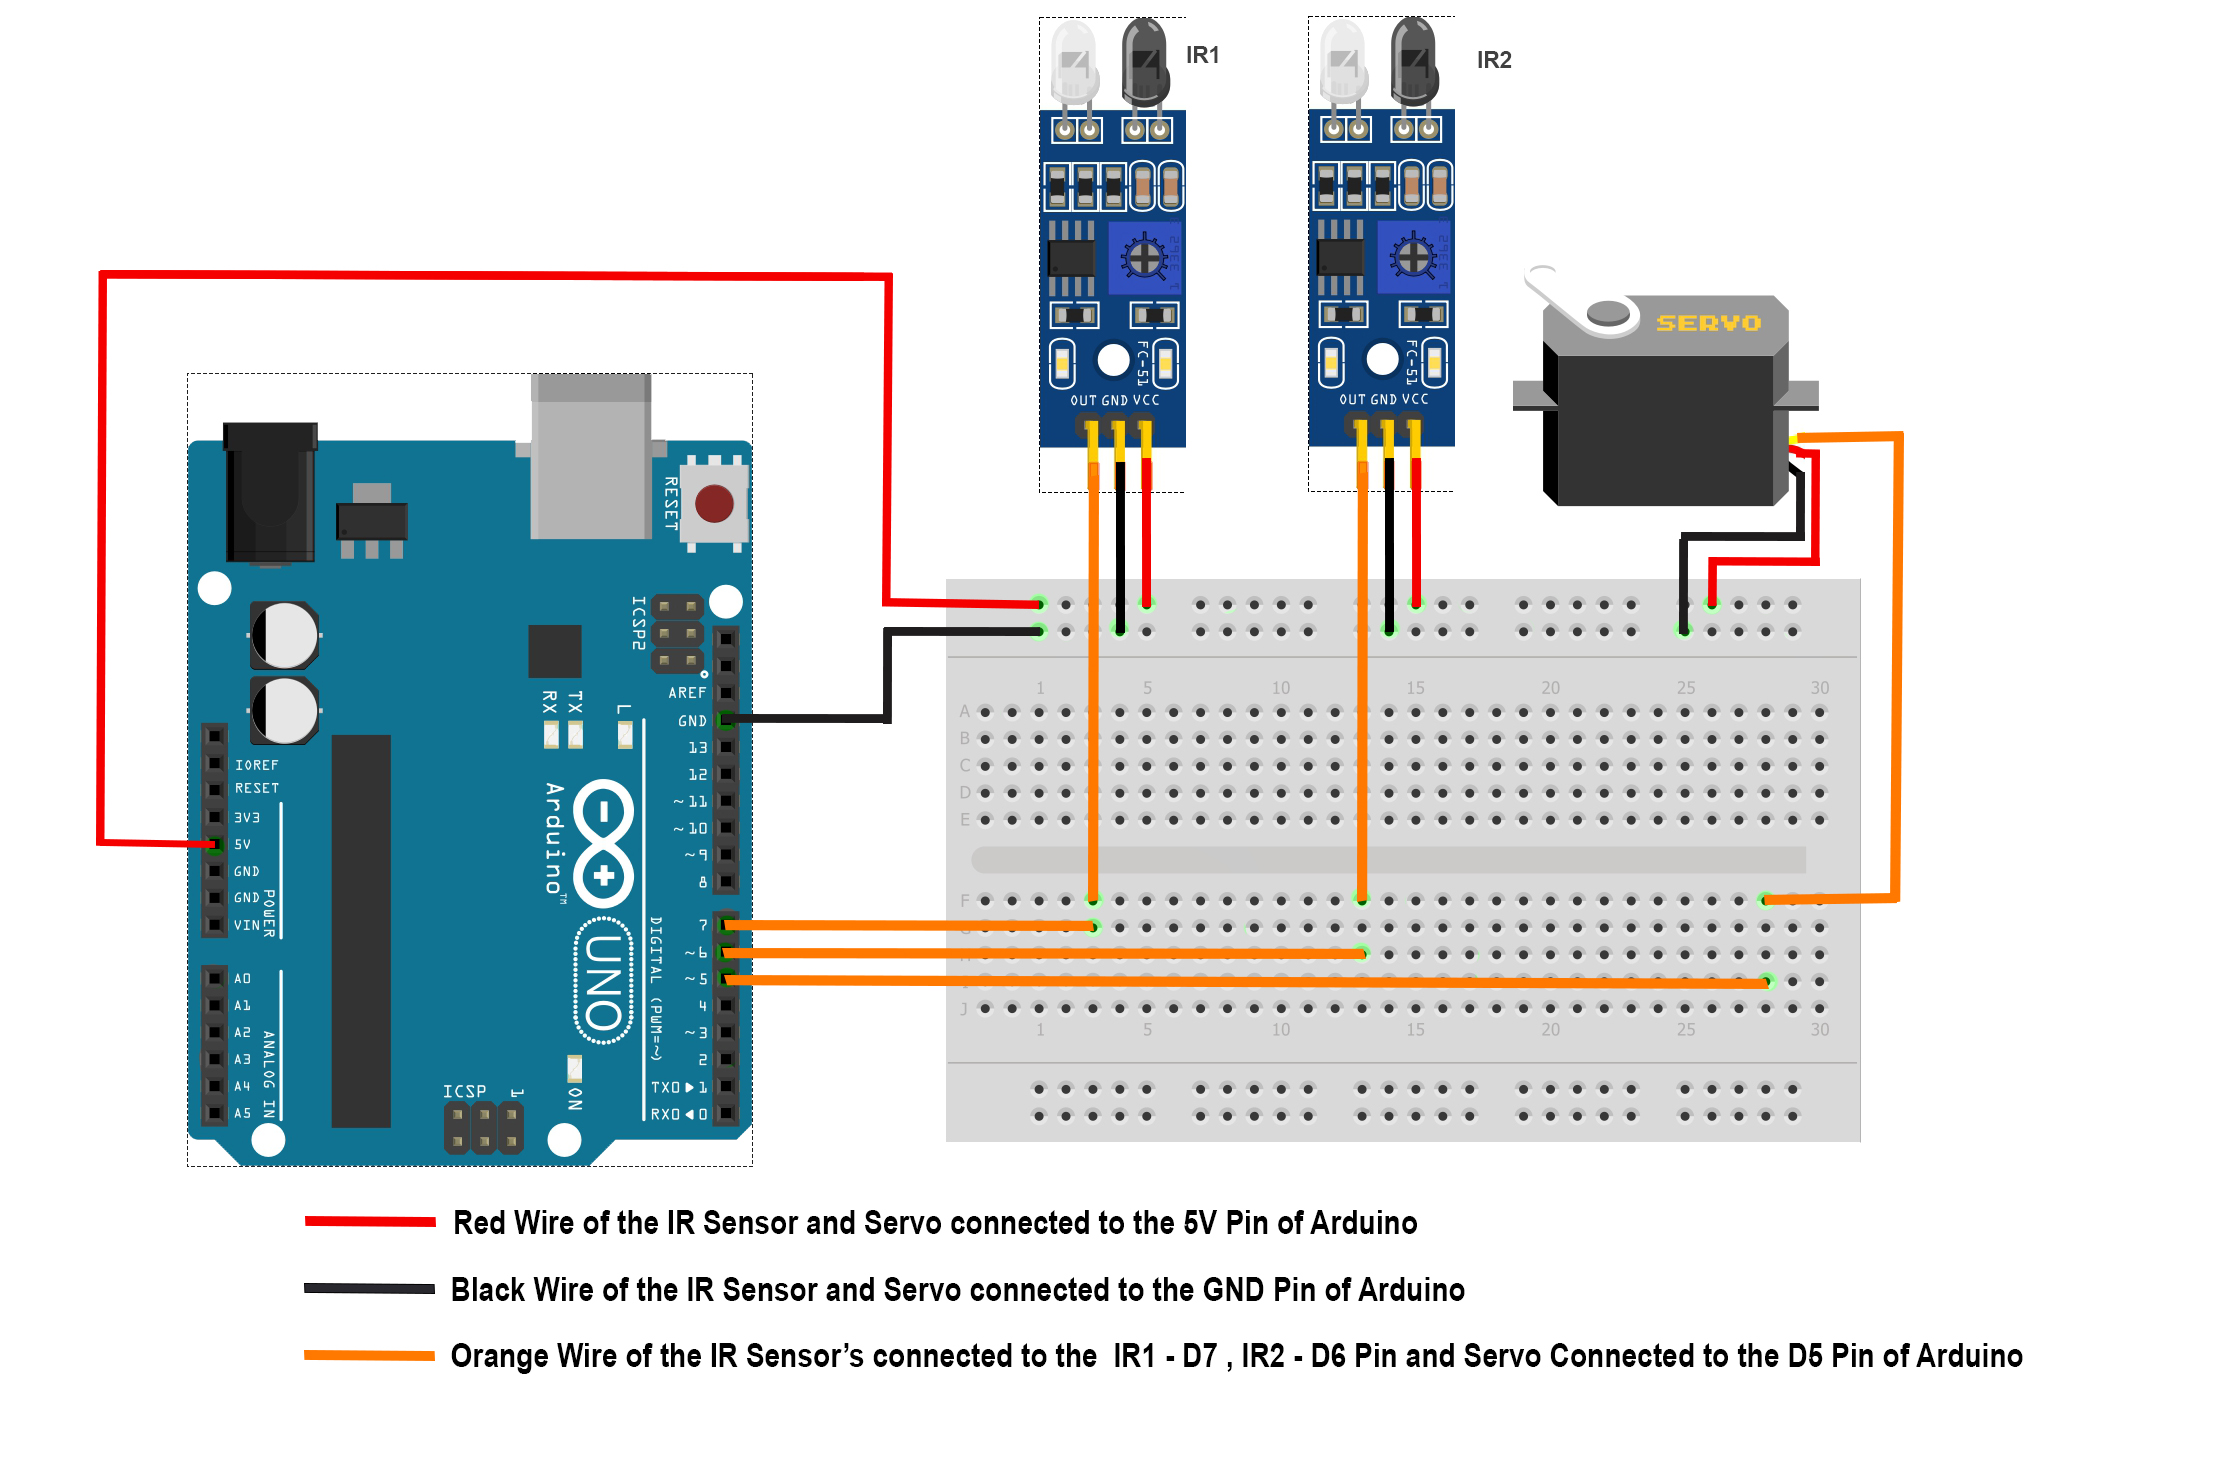 IR1
IR2
3362
1
3362
1
FC-51
FC-51
OUT GND VCC
OUT GND VCC
SERVO
RESET
ICSP2
AREF
GND
RX
TX
L
13
12
~11
~10
~9
8
IOREF
RESET
3V3
5V
GND
GND
VIN
POWER
Arduino™
UNO
DIGITAL (PWM=~)
7
~6
~5
4
~3
2
TX0▶1
RX0◀0
A0
A1
A2
A3
A4
A5
ANALOG IN
ICSP
1
ON
1 5 10 15 20 25 30
A
B
C
D
E
F
J
1 5 10 15 20 25 30
Red Wire of the IR Sensor and Servo connected to the 5V Pin of Arduino
Black Wire of the IR Sensor and Servo connected to the GND Pin of Arduino
Orange Wire of the IR Sensor’s connected to the IR1 - D7 , IR2 - D6 Pin and Servo Connected to the D5 Pin of Arduino